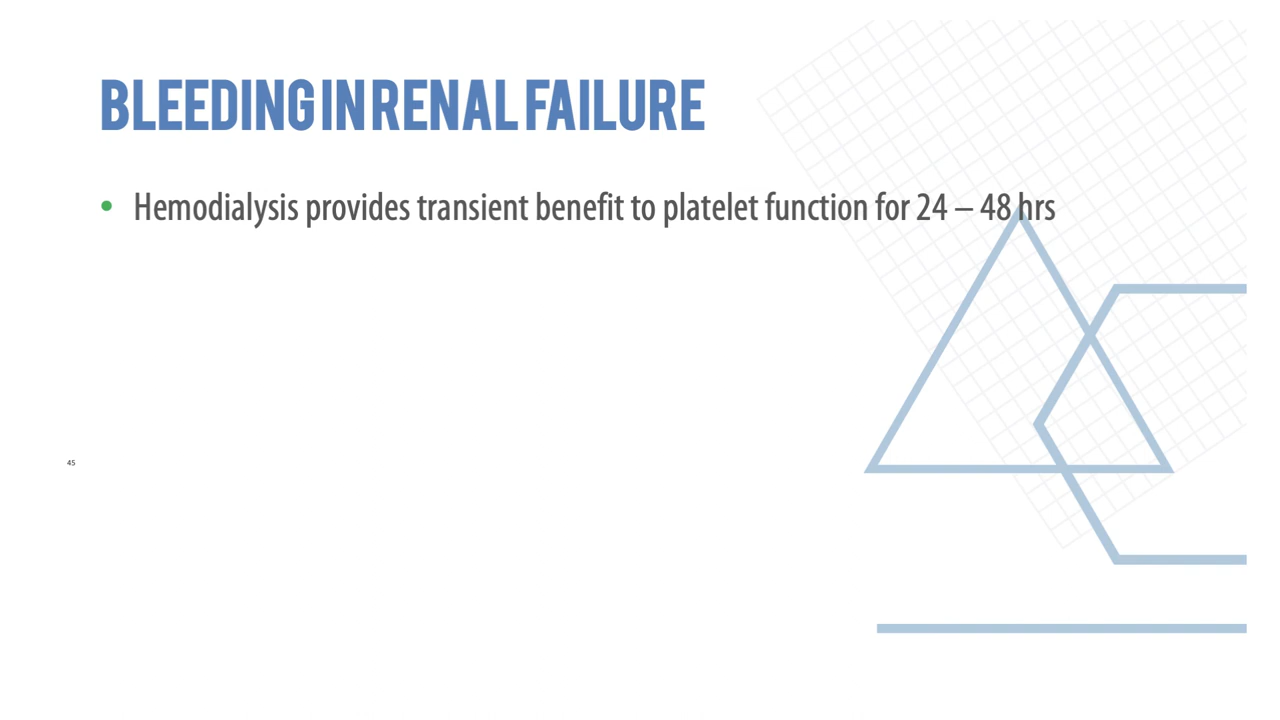 BLEEDING IN RENAL FAILURE
• Hemodialysis provides transient benefit to platelet function for 24 – 48 hrs
45